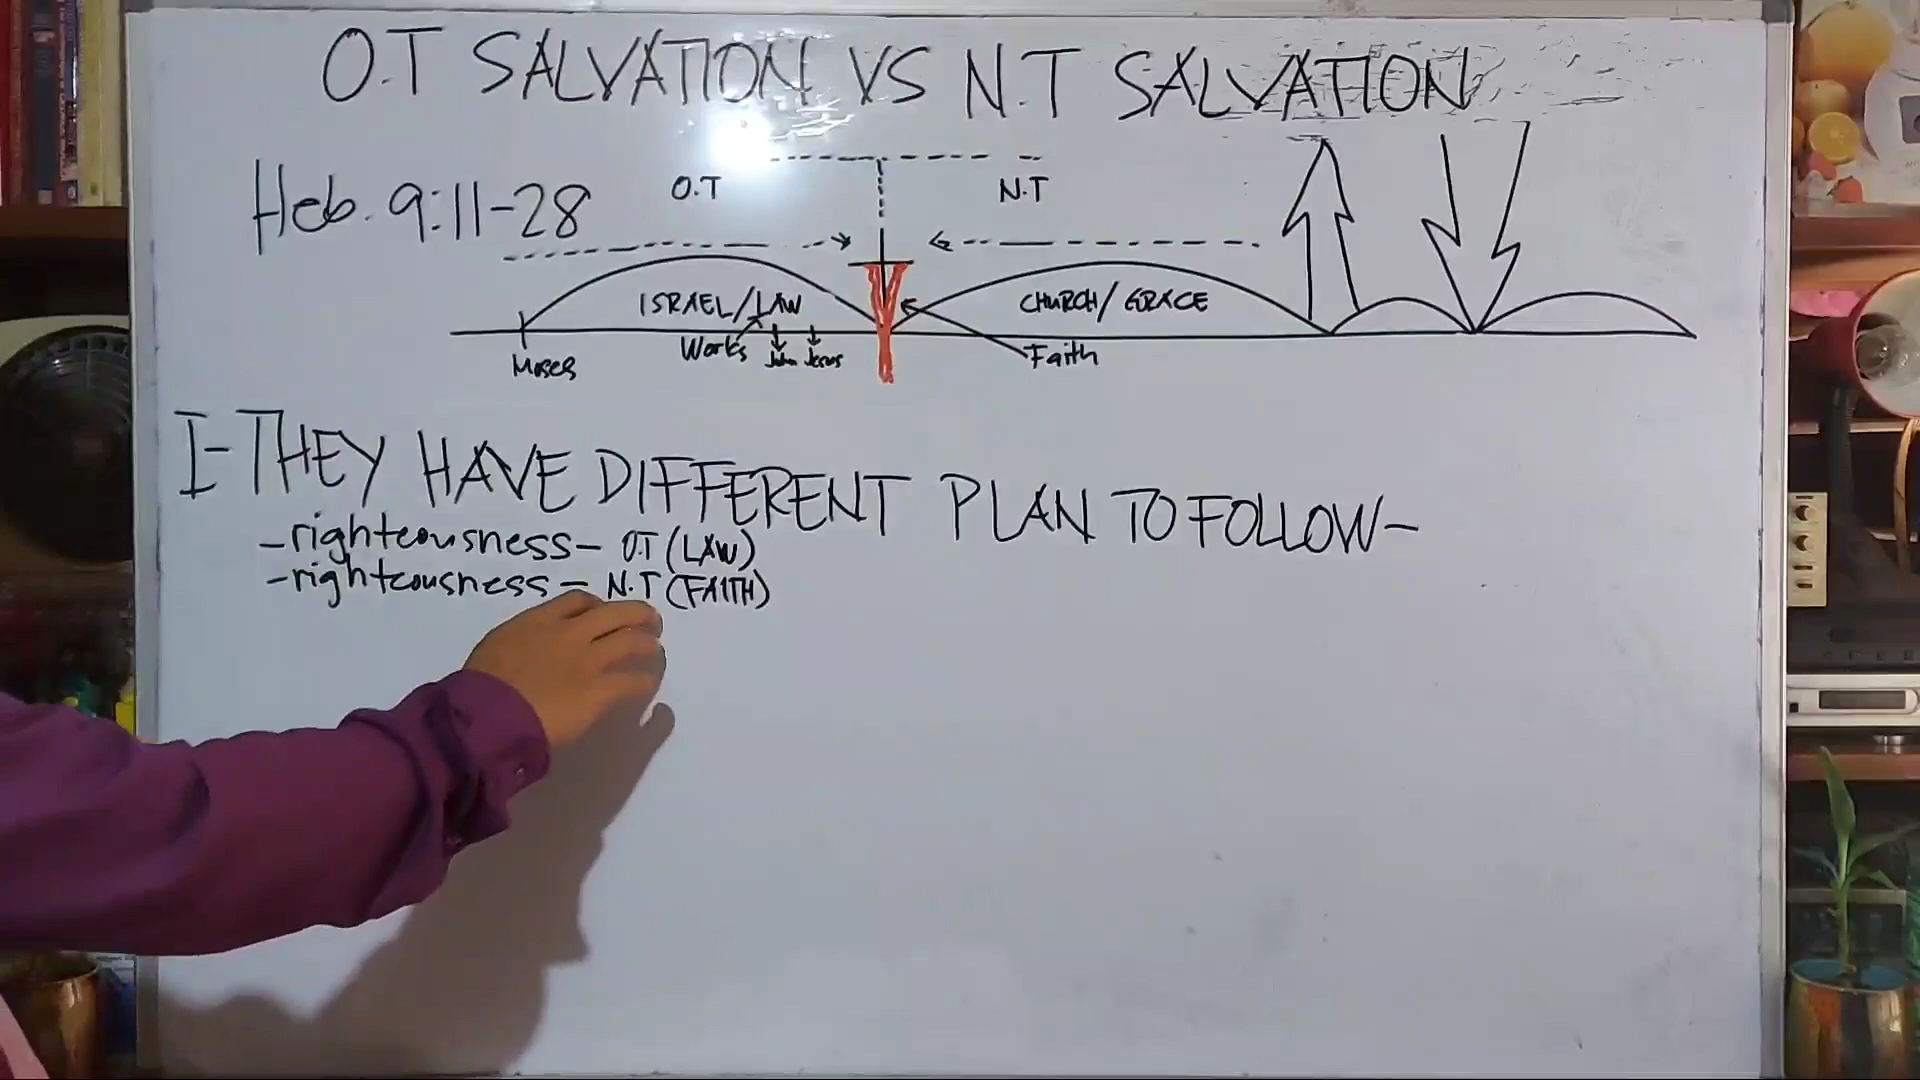 O.T SALVATION VS N.T SALVATION
Heb. 9:11-28
O.T
N.T
ISRAEL/LAW
CHURCH/GRACE
Moses
Works
John
Jesus
Faith
I-THEY HAVE DIFFERENT PLAN TO FOLLOW-
-righteousness- O.T (LAW)
-righteousness - N.T (FAITH)